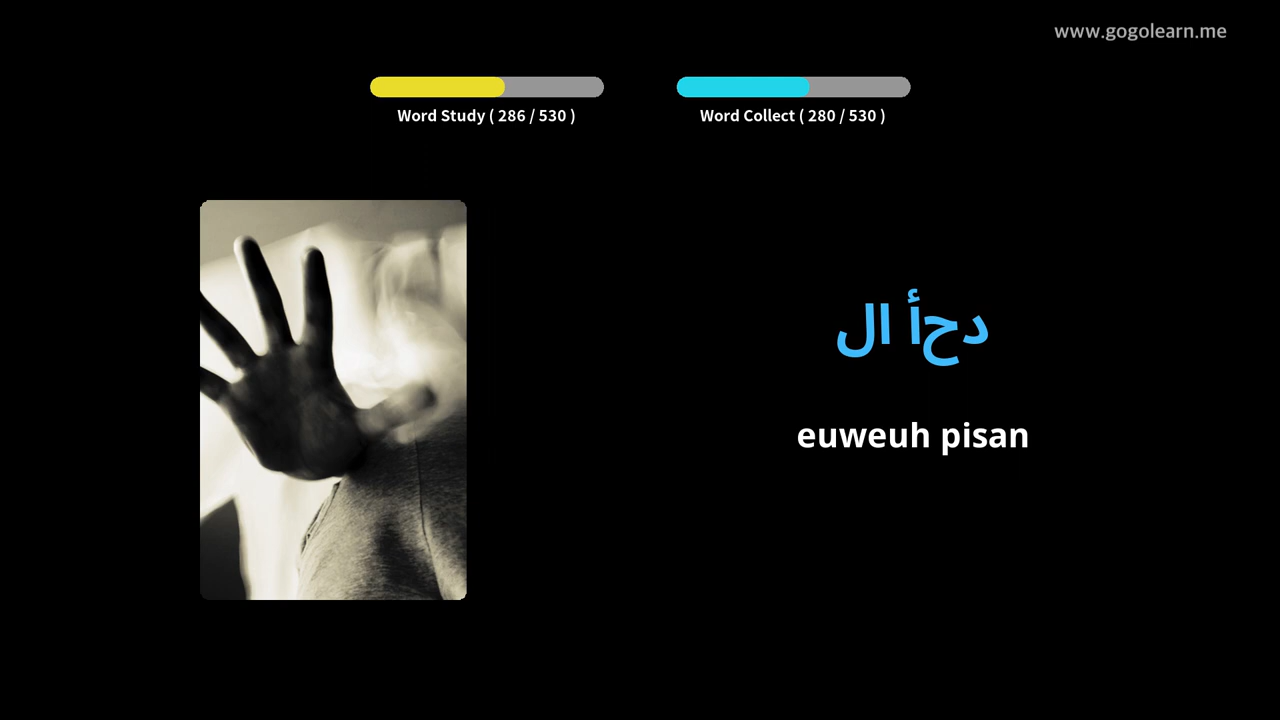 www.gogolearn.me
Word Study ( 286 / 530 )
Word Collect ( 280 / 530 )
دحأ ال
euweuh pisan